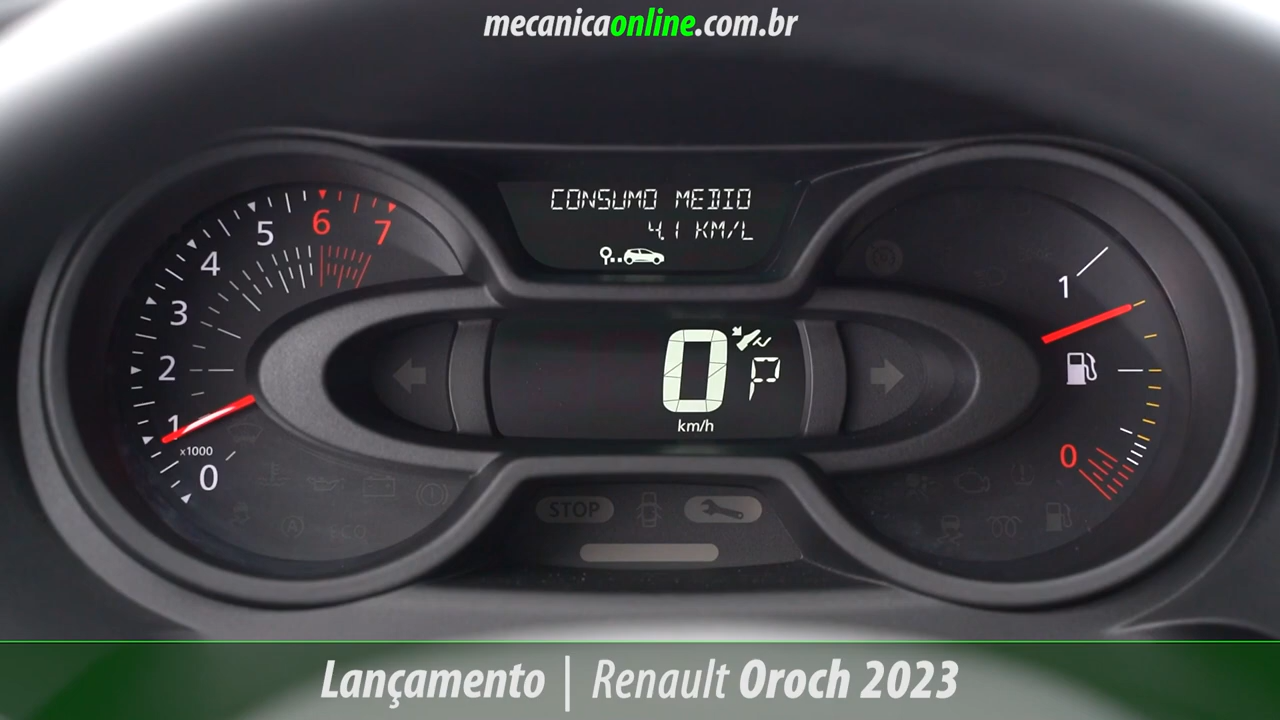 mecanicaonline.com.br
CONSUMO MEDIO
4.1 KM/L
0
P
km/h
0
1
2
3
4
5
6
7
x1000
1
0
STOP
ECO
Lançamento | Renault Oroch 2023